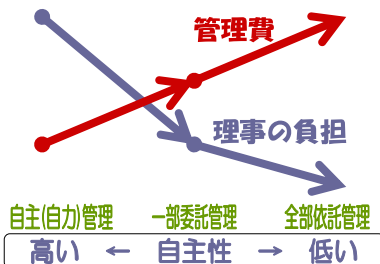 管理費
理事の負担
自主(自力)管理 一部委託管理 全部依託管理
高い ← 自主性 → 低い